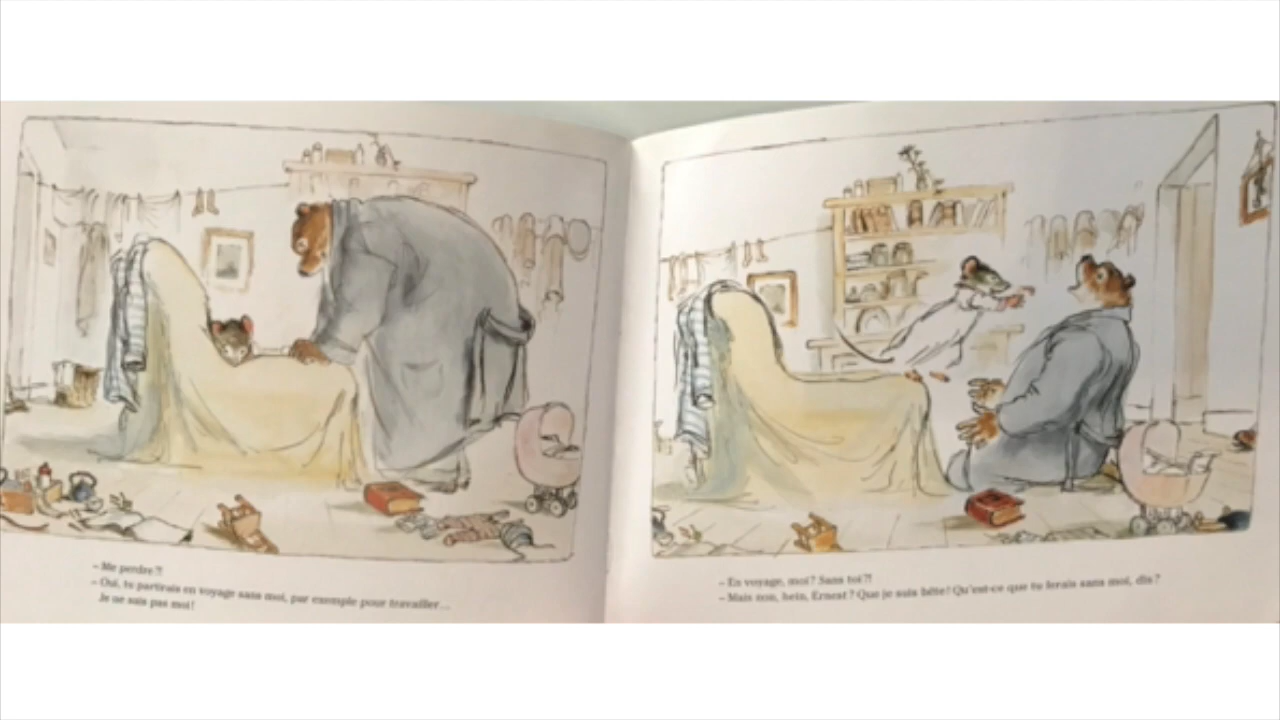 – Me perdre ?!
– Oui, tu partirais en voyage sans moi, par exemple pour travailler...
Je ne sais pas moi !
– En voyage, moi ? Sans toi ?!
– Mais non, hein, Ernest ? Que je suis bête ! Qu'est-ce que tu ferais sans moi, dis ?